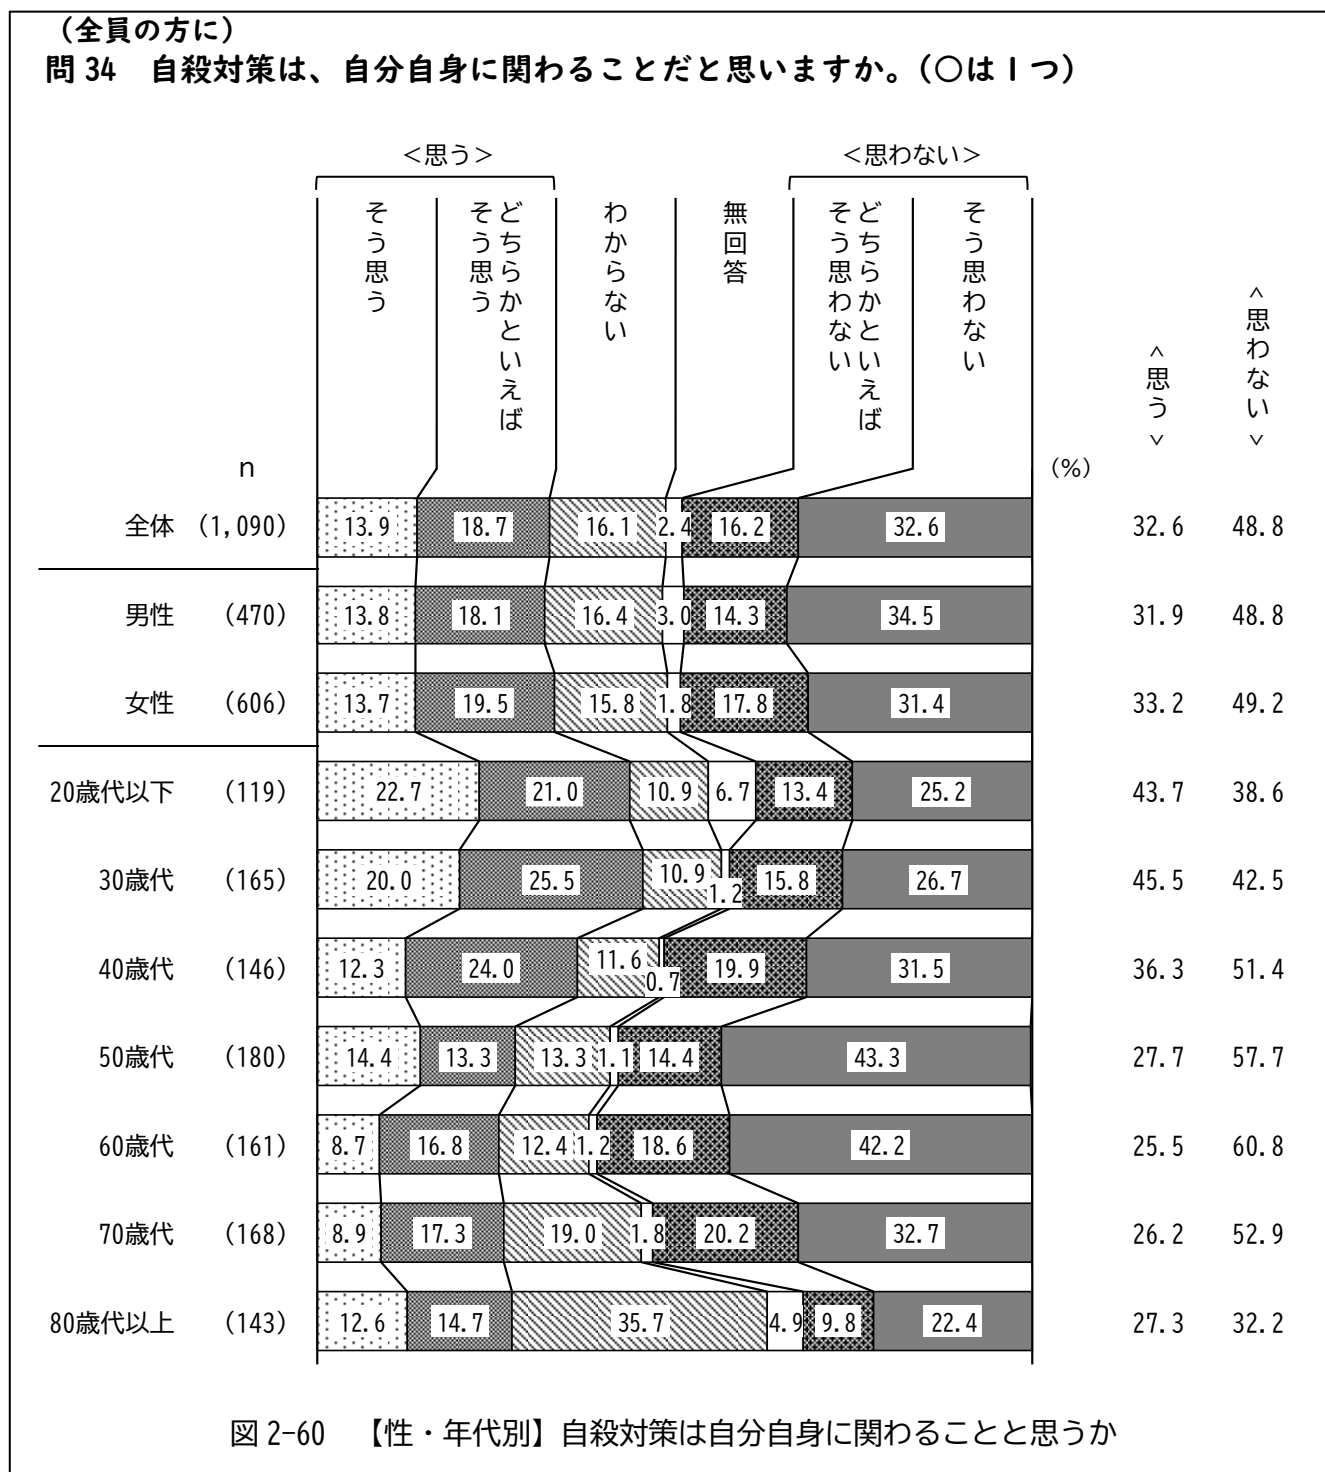 （全員の方に）
問34　自殺対策は、自分自身に関わることだと思いますか。（○は１つ）
＜思う＞　＜思わない＞
そう思う
どちらかといえば
そう思う
わからない
無回答
どちらかといえば
そう思わない
そう思わない
＜思う＞
＜思わない＞
n　(%)
全体 (1,090) 13.9 18.7 16.1 2.4 16.2 32.6 32.6 48.8
男性 (470) 13.8 18.1 16.4 3.0 14.3 34.5 31.9 48.8
女性 (606) 13.7 19.5 15.8 1.8 17.8 31.4 33.2 49.2
20歳代以下 (119) 22.7 21.0 10.9 6.7 13.4 25.2 43.7 38.6
30歳代 (165) 20.0 25.5 10.9 1.2 15.8 26.7 45.5 42.5
40歳代 (146) 12.3 24.0 11.6 0.7 19.9 31.5 36.3 51.4
50歳代 (180) 14.4 13.3 13.3 1.1 14.4 43.3 27.7 57.7
60歳代 (161) 8.7 16.8 12.4 1.2 18.6 42.2 25.5 60.8
70歳代 (168) 8.9 17.3 19.0 1.8 20.2 32.7 26.2 52.9
80歳代以上 (143) 12.6 14.7 35.7 4.9 9.8 22.4 27.3 32.2
図 2-60　【性・年代別】自殺対策は自分自身に関わることと思うか